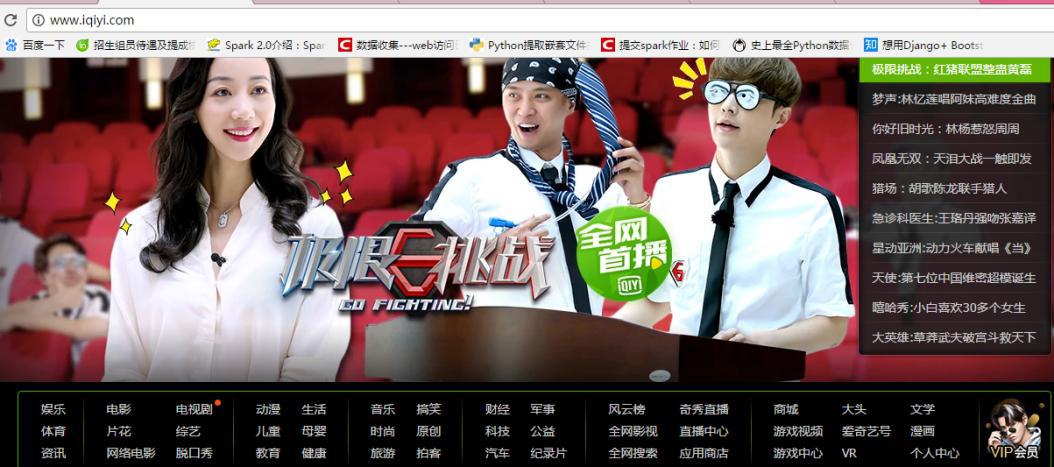 www.iqiyi.com
百度一下 招生组员待遇及提成 Spark 2.0介绍：Spar 数据收集---web访问 Python提取嵌套文件 提交spark作业：如何 史上最全Python数据 想用Django+ Bootst
极限挑战：红猪联盟整蛊黄磊
梦声:林忆莲唱阿妹高难度金曲
你好旧时光：林杨惹怒周周
凤凰无双：天泪大战一触即发
猎场：胡歌陈龙联手猎人
急诊科医生:王珞丹强吻张嘉译
星动亚洲:动力火车献唱《当》
天使:第七位中国维密超模诞生
嘻哈秀:小白喜欢30多个女生
大英雄:草莽武夫破宫斗救天下
极限挑战
GO FIGHTING!
全网
首播
QIY
娱乐 电影 电视剧 动漫 生活 音乐 搞笑 财经 军事 风云榜 奇秀直播 商城 大头 文学
体育 片花 综艺 儿童 母婴 时尚 原创 科技 公益 全网影视 直播中心 游戏视频 爱奇艺号 漫画
资讯 网络电影 脱口秀 教育 健康 旅游 拍客 汽车 纪录片 全网搜索 应用商店 游戏中心 VR 个人中心
VIP会员